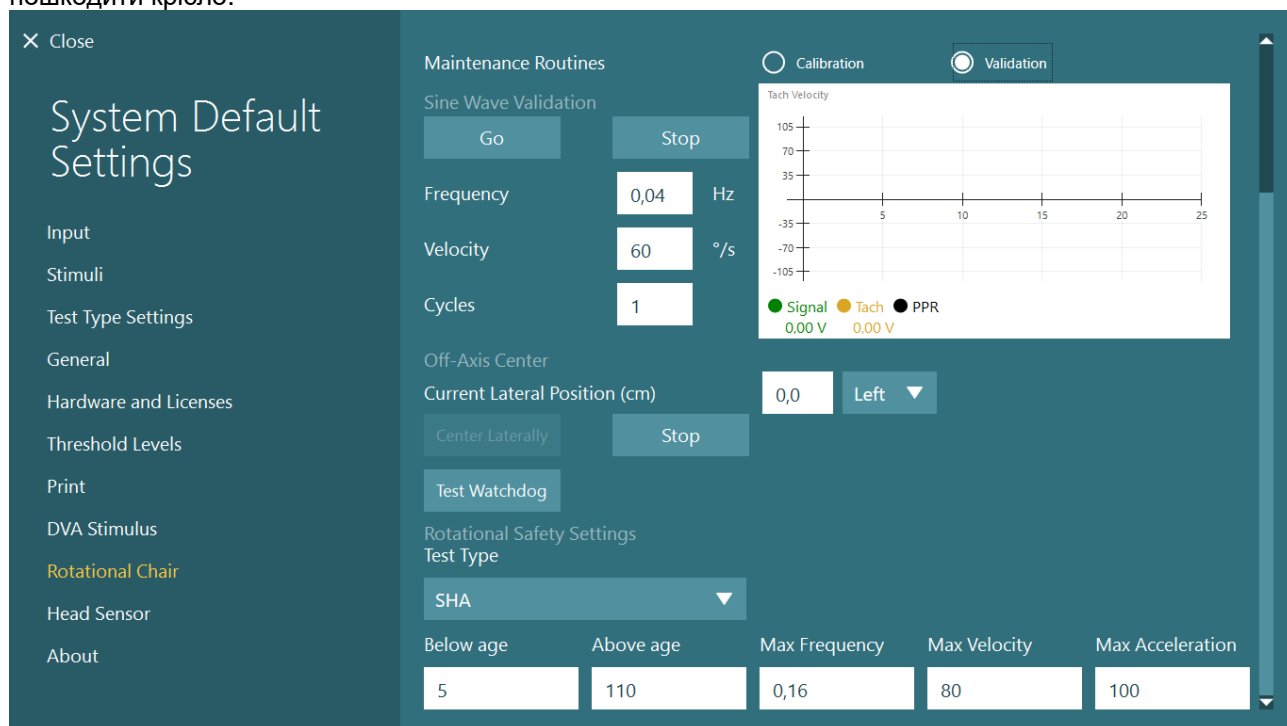 пошкодити крісло.
Close
System Default
Settings
Input
Stimuli
Test Type Settings
General
Hardware and Licenses
Threshold Levels
Print
DVA Stimulus
Rotational Chair
Head Sensor
About
Maintenance Routines
Calibration
Validation
Sine Wave Validation
Go
Stop
Frequency
0,04
Hz
Velocity
60
°/s
Cycles
1
Tach Velocity
105
70
35
-35
-70
-105
5
10
15
20
25
Signal
Tach
PPR
0,00 V
0,00 V
Off-Axis Center
Current Lateral Position (cm)
0,0
Left
Center Laterally
Stop
Test Watchdog
Rotational Safety Settings
Test Type
SHA
Below age
Above age
Max Frequency
Max Velocity
Max Acceleration
5
110
0,16
80
100